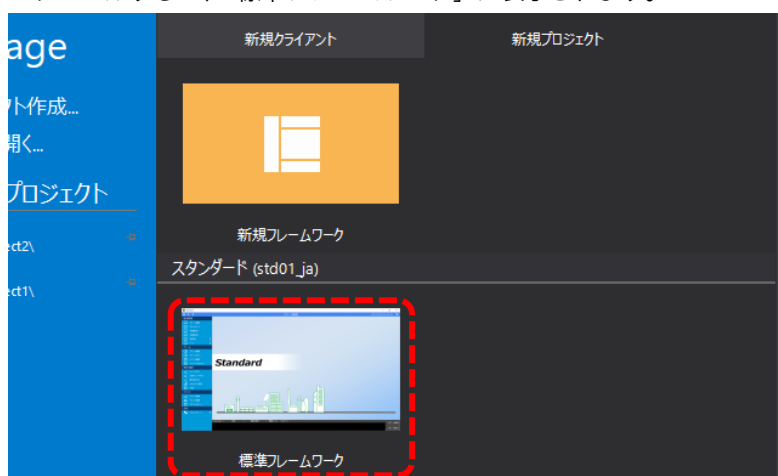 age
新規クライアント
新規プロジェクト
ト作成...
開く...
プロジェクト
ect2\
ect1\
新規フレームワーク
スタンダード (std01_ja)
Standard
標準フレームワーク